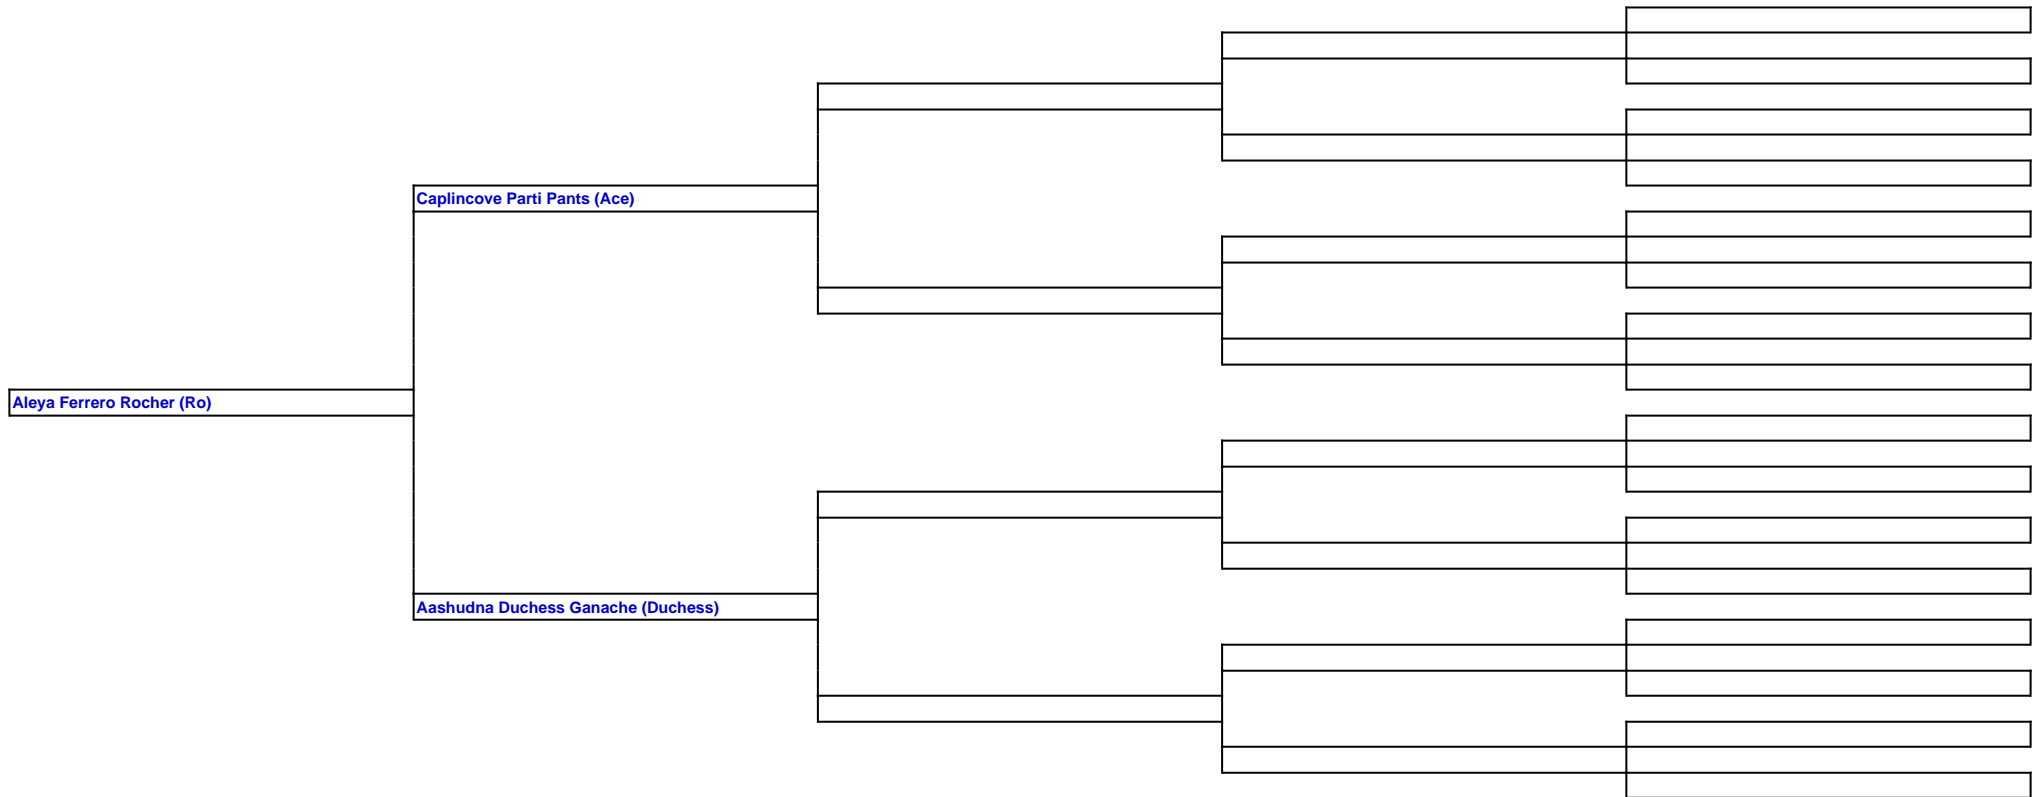 Caplincove Parti Pants (Ace)
Aleya Ferrero Rocher (Ro)
Aashudna Duchess Ganache (Duchess)